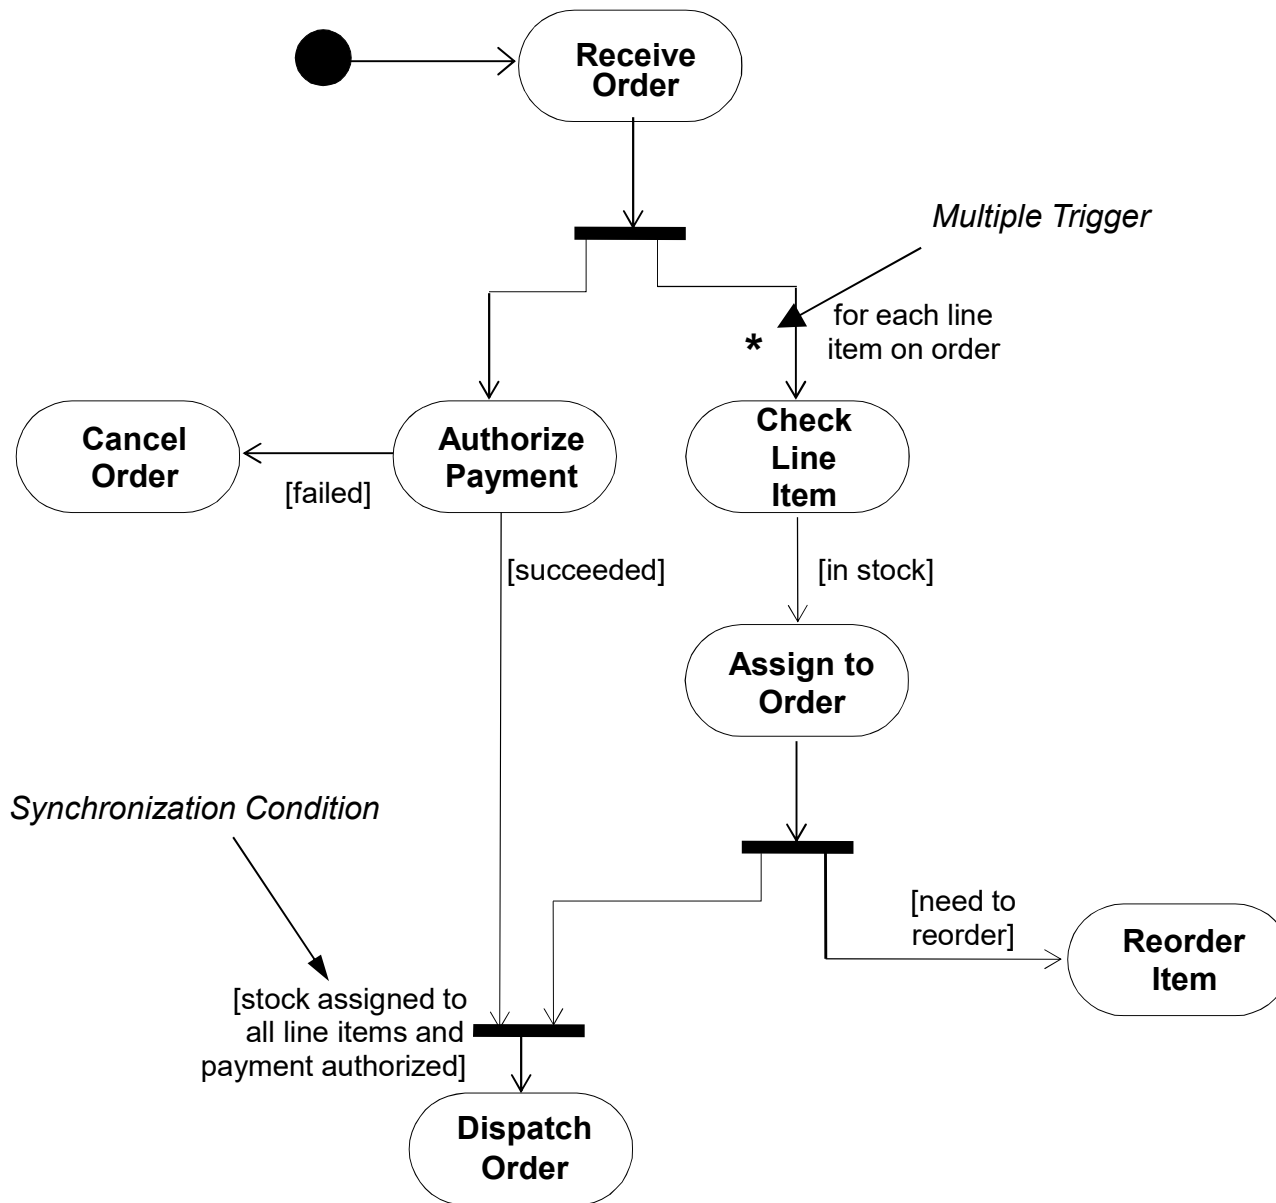 Receive
Order
Multiple Trigger
for each line
item on order
*
Cancel
Order
[failed]
Authorize
Payment
Check
Line
Item
[succeeded]
[in stock]
Assign to
Order
Synchronization Condition
[need to
reorder]
Reorder
Item
[stock assigned to
all line items and
payment authorized]
Dispatch
Order